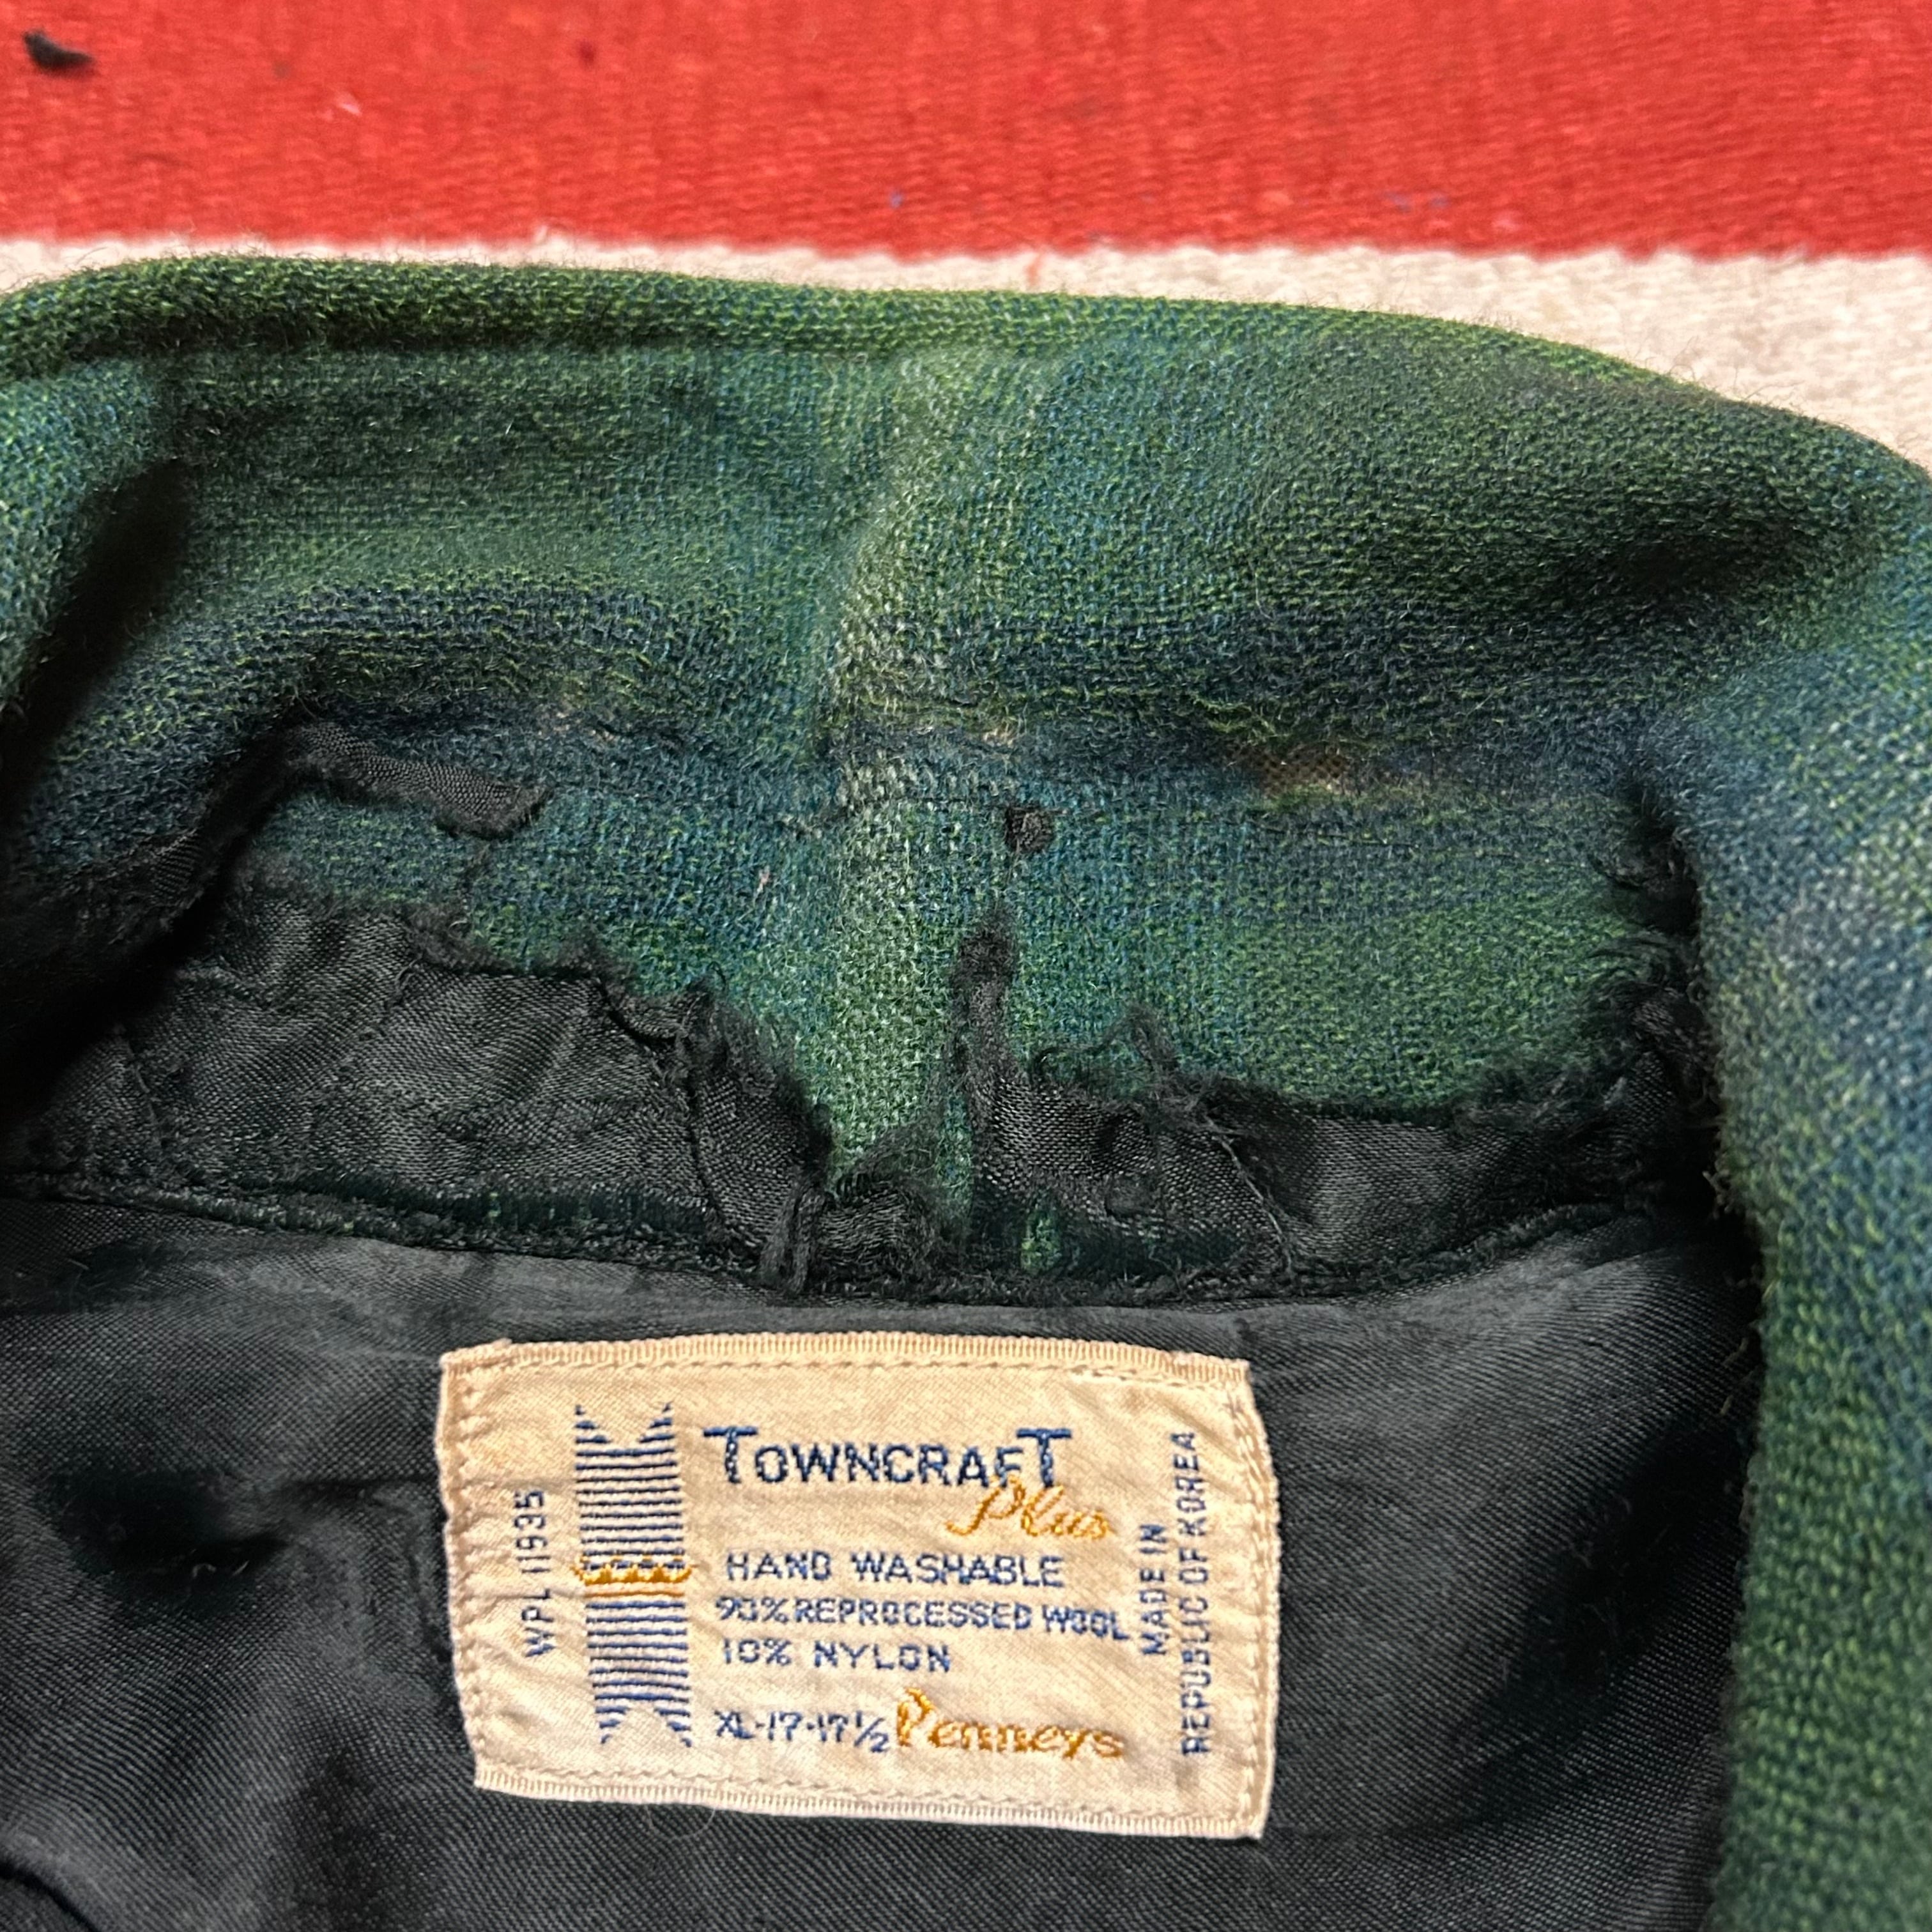 WPL 11935
TOWNCRAFT
Plus
HAND WASHABLE
90% REPROCESSED WOOL
10% NYLON
XL-17-17½ Penneys
MADE IN
REPUBLIC OF KOREA